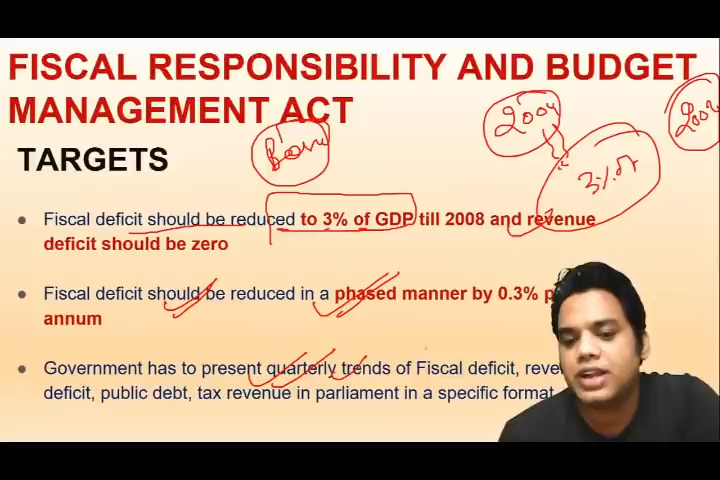 FISCAL RESPONSIBILITY AND BUDGET
MANAGEMENT ACT
2004
2002
TARGETS
3% of
Fiscal deficit should be reduced to 3% of GDP till 2008 and revenue
deficit should be zero
Fiscal deficit should be reduced in a phased manner by 0.3%
annum
Government has to present quarterly trends of Fiscal deficit,
deficit, public debt, tax revenue in parliament in a specific format